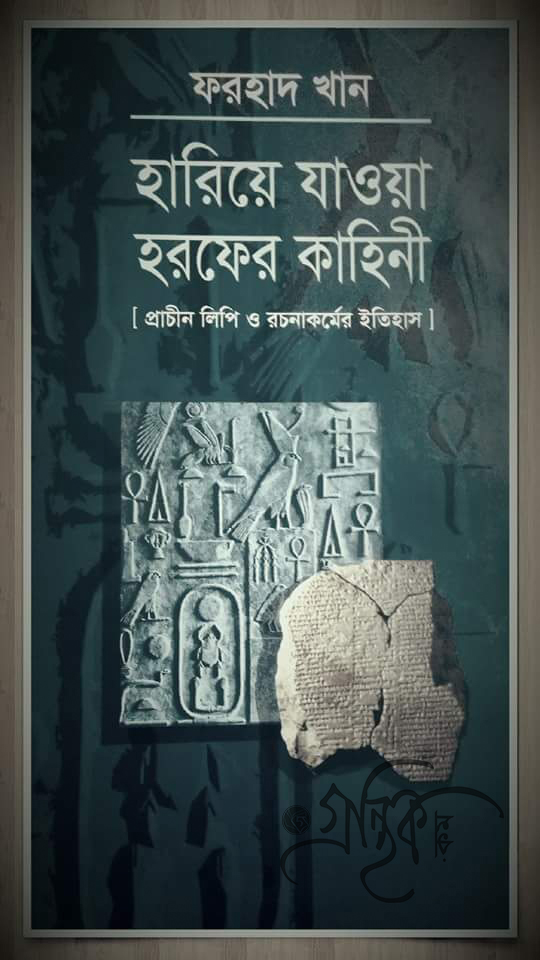 ফরহাদ খান
হারিয়ে যাওয়া
হরফের কাহিনী
[ প্রাচীন লিপি ও রচনাকর্মের ইতিহাস ]
গ্রন্থিক